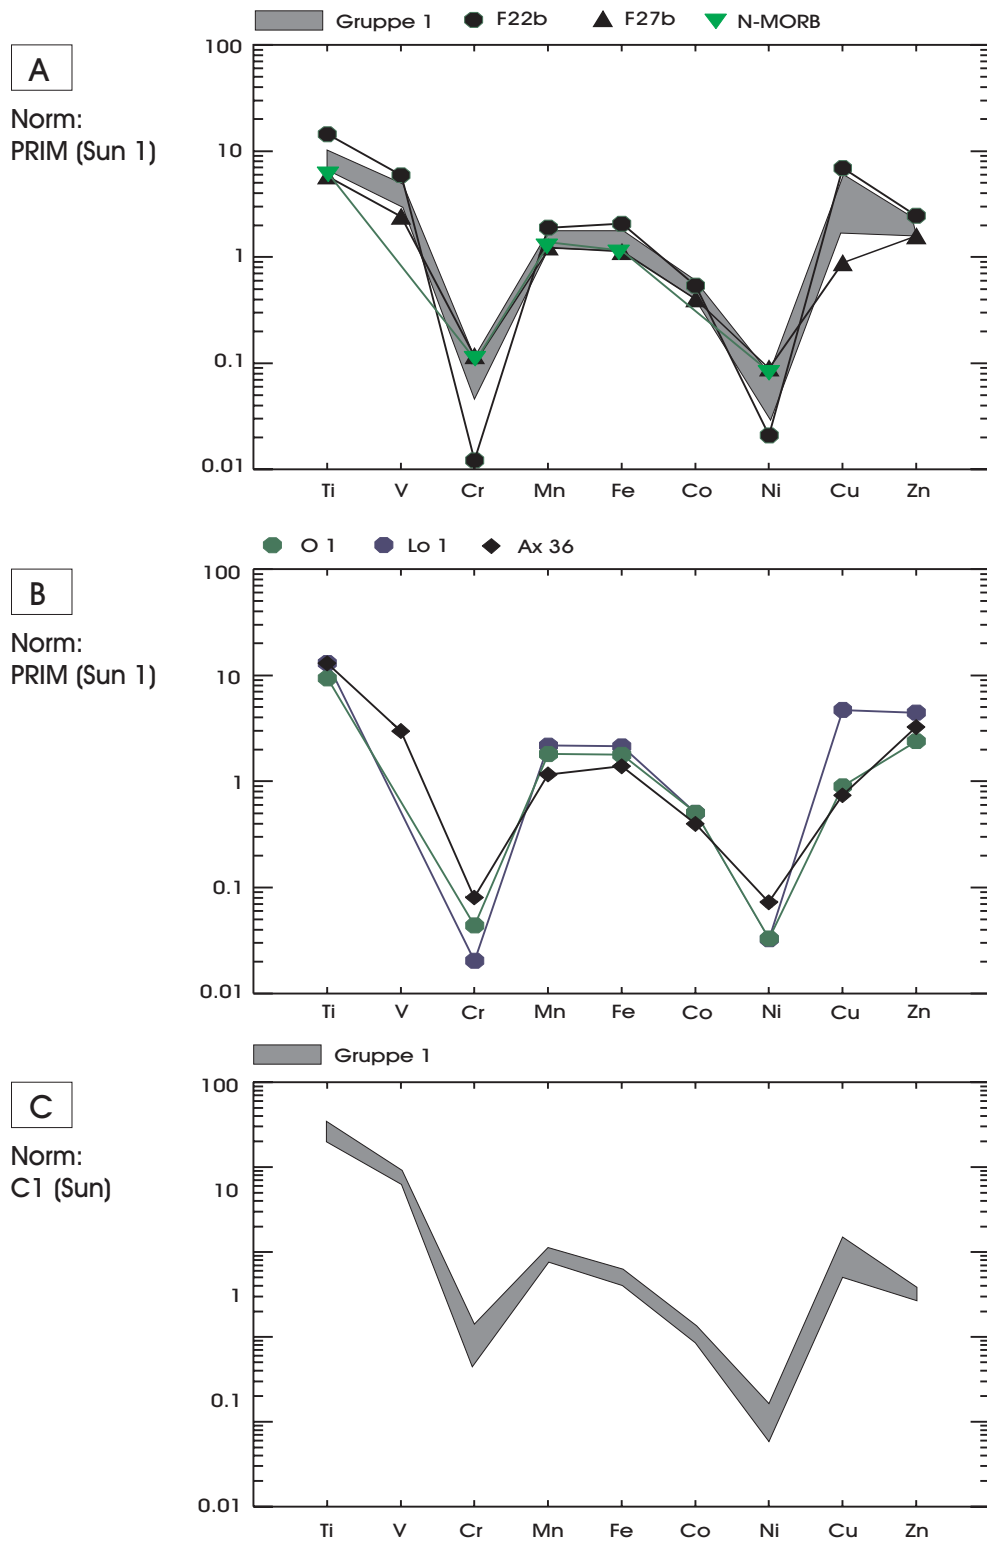 Gruppe 1 F22b F27b N-MORB
A
Norm:
PRIM (Sun 1)
100
10
1
0.1
0.01
Ti V Cr Mn Fe Co Ni Cu Zn
O 1 Lo 1 Ax 36
B
Norm:
PRIM (Sun 1)
100
10
1
0.1
0.01
Ti V Cr Mn Fe Co Ni Cu Zn
Gruppe 1
C
Norm:
C1 (Sun)
100
10
1
0.1
0.01
Ti V Cr Mn Fe Co Ni Cu Zn